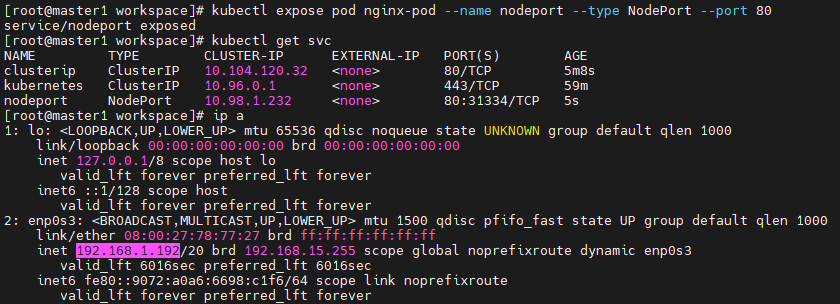 [root@master1 workspace]# kubectl expose pod nginx-pod --name nodeport --type NodePort --port 80
service/nodeport exposed
[root@master1 workspace]# kubectl get svc
NAME         TYPE        CLUSTER-IP       EXTERNAL-IP   PORT(S)        AGE
clusterip    ClusterIP   10.104.120.32    <none>        80/TCP         5m8s
kubernetes   ClusterIP   10.96.0.1        <none>        443/TCP        59m
nodeport     NodePort    10.98.1.232      <none>        80:31334/TCP   5s
[root@master1 workspace]# ip a
1: lo: <LOOPBACK,UP,LOWER_UP> mtu 65536 qdisc noqueue state UNKNOWN group default qlen 1000
    link/loopback 00:00:00:00:00:00 brd 00:00:00:00:00:00
    inet 127.0.0.1/8 scope host lo
       valid_lft forever preferred_lft forever
    inet6 ::1/128 scope host
       valid_lft forever preferred_lft forever
2: enp0s3: <BROADCAST,MULTICAST,UP,LOWER_UP> mtu 1500 qdisc pfifo_fast state UP group default qlen 1000
    link/ether 08:00:27:78:77:27 brd ff:ff:ff:ff:ff:ff
    inet 192.168.1.192/20 brd 192.168.15.255 scope global noprefixroute dynamic enp0s3
       valid_lft 6016sec preferred_lft 6016sec
    inet6 fe80::9072:a0a6:6698:c1f6/64 scope link noprefixroute
       valid_lft forever preferred_lft forever